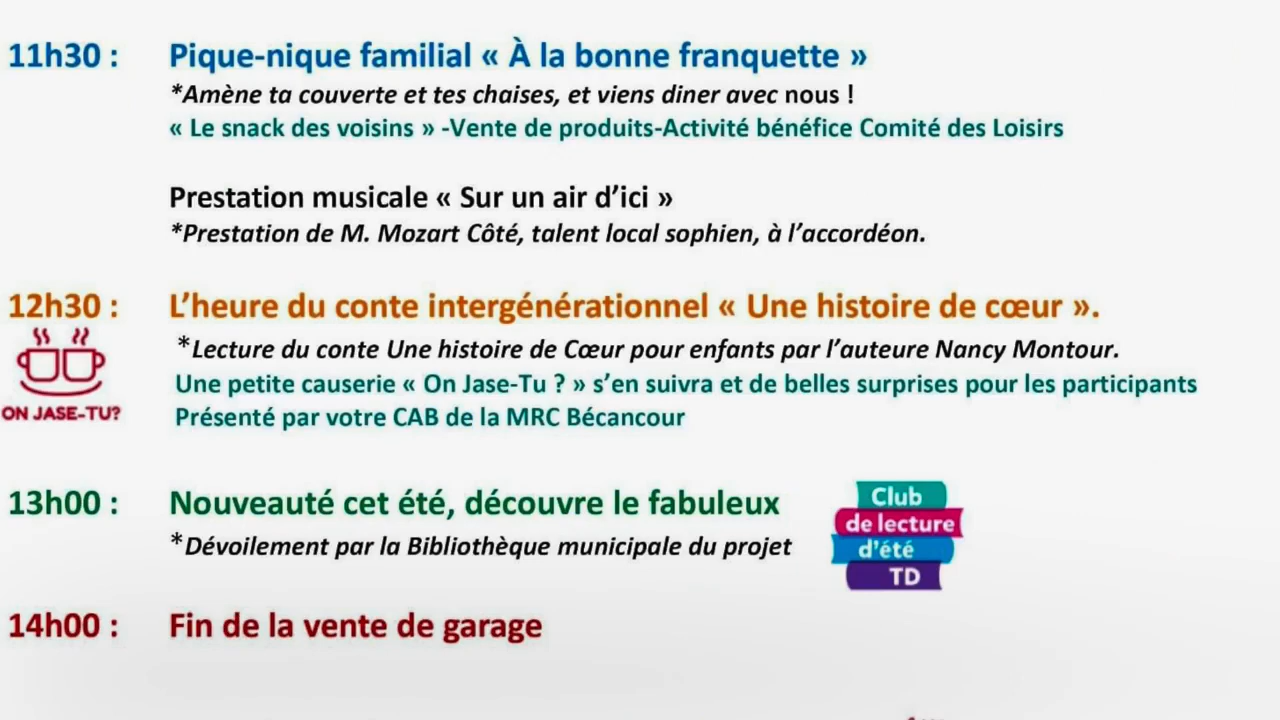 11h30 : Pique-nique familial « À la bonne franquette »
*Amène ta couverte et tes chaises, et viens diner avec nous !
« Le snack des voisins » -Vente de produits-Activité bénéfice Comité des Loisirs
Prestation musicale « Sur un air d’ici »
*Prestation de M. Mozart Côté, talent local sophien, à l’accordéon.
12h30 : L’heure du conte intergénérationnel « Une histoire de cœur ».
*Lecture du conte Une histoire de Cœur pour enfants par l’auteure Nancy Montour.
Une petite causerie « On Jase-Tu ? » s’en suivra et de belles surprises pour les participants
ON JASE-TU?
Présenté par votre CAB de la MRC Bécancour
13h00 : Nouveauté cet été, découvre le fabuleux
*Dévoilement par la Bibliothèque municipale du projet
Club
de lecture
d’été
TD
14h00 : Fin de la vente de garage